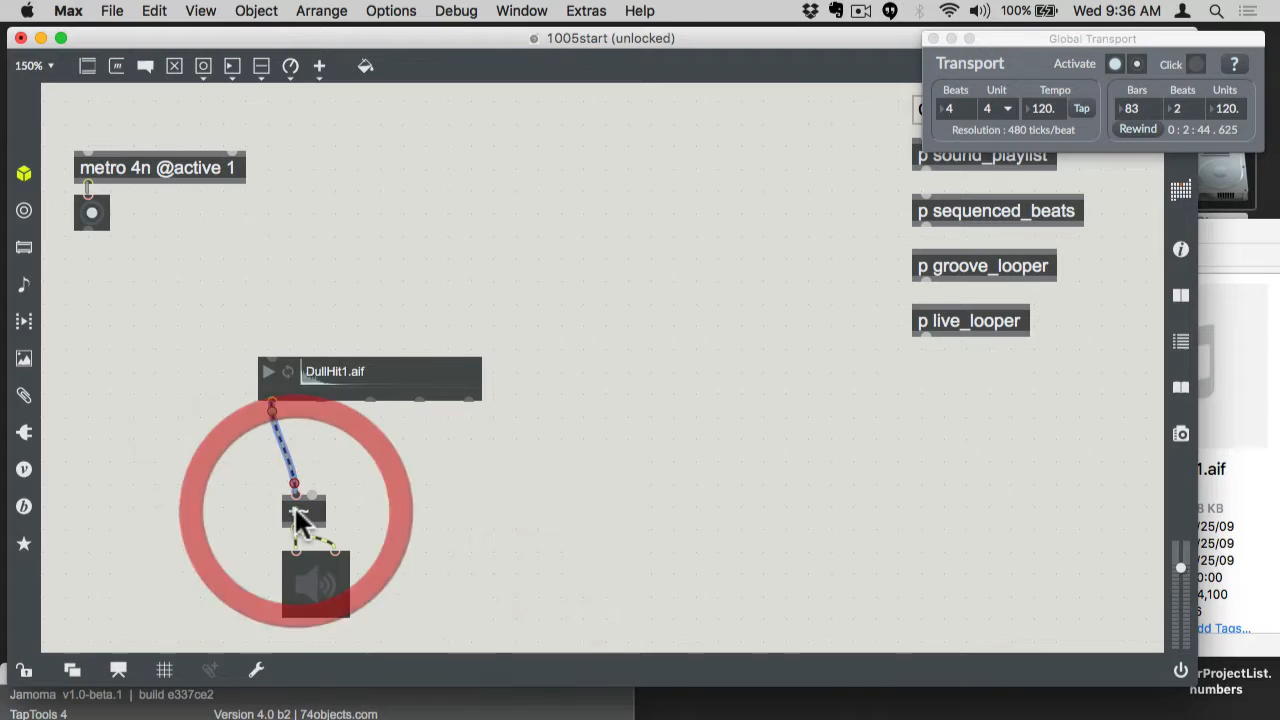 Max File Edit View Object Arrange Options Debug Window Extras Help 100% Wed 9:36 AM
1005start (unlocked)
Global Transport
150%
m
Transport Activate Click ?
Beats Unit Tempo Bars Beats Units
4 4 120. Tap 83 2 120.
Resolution : 480 ticks/beat Rewind 0 : 2 : 44 . 625
metro 4n @active 1
p sound_playlist
p sequenced_beats
p groove_looper
p live_looper
DullHit1.aif
1.aif
8 KB
/25/09
/25/09
/25/09
0:00
4,100
6
dd Tags...
rProjectList.
numbers
Jamoma v1.0-beta.1 | build e337ce2
TapTools 4 Version 4.0 b2 | 74objects.com